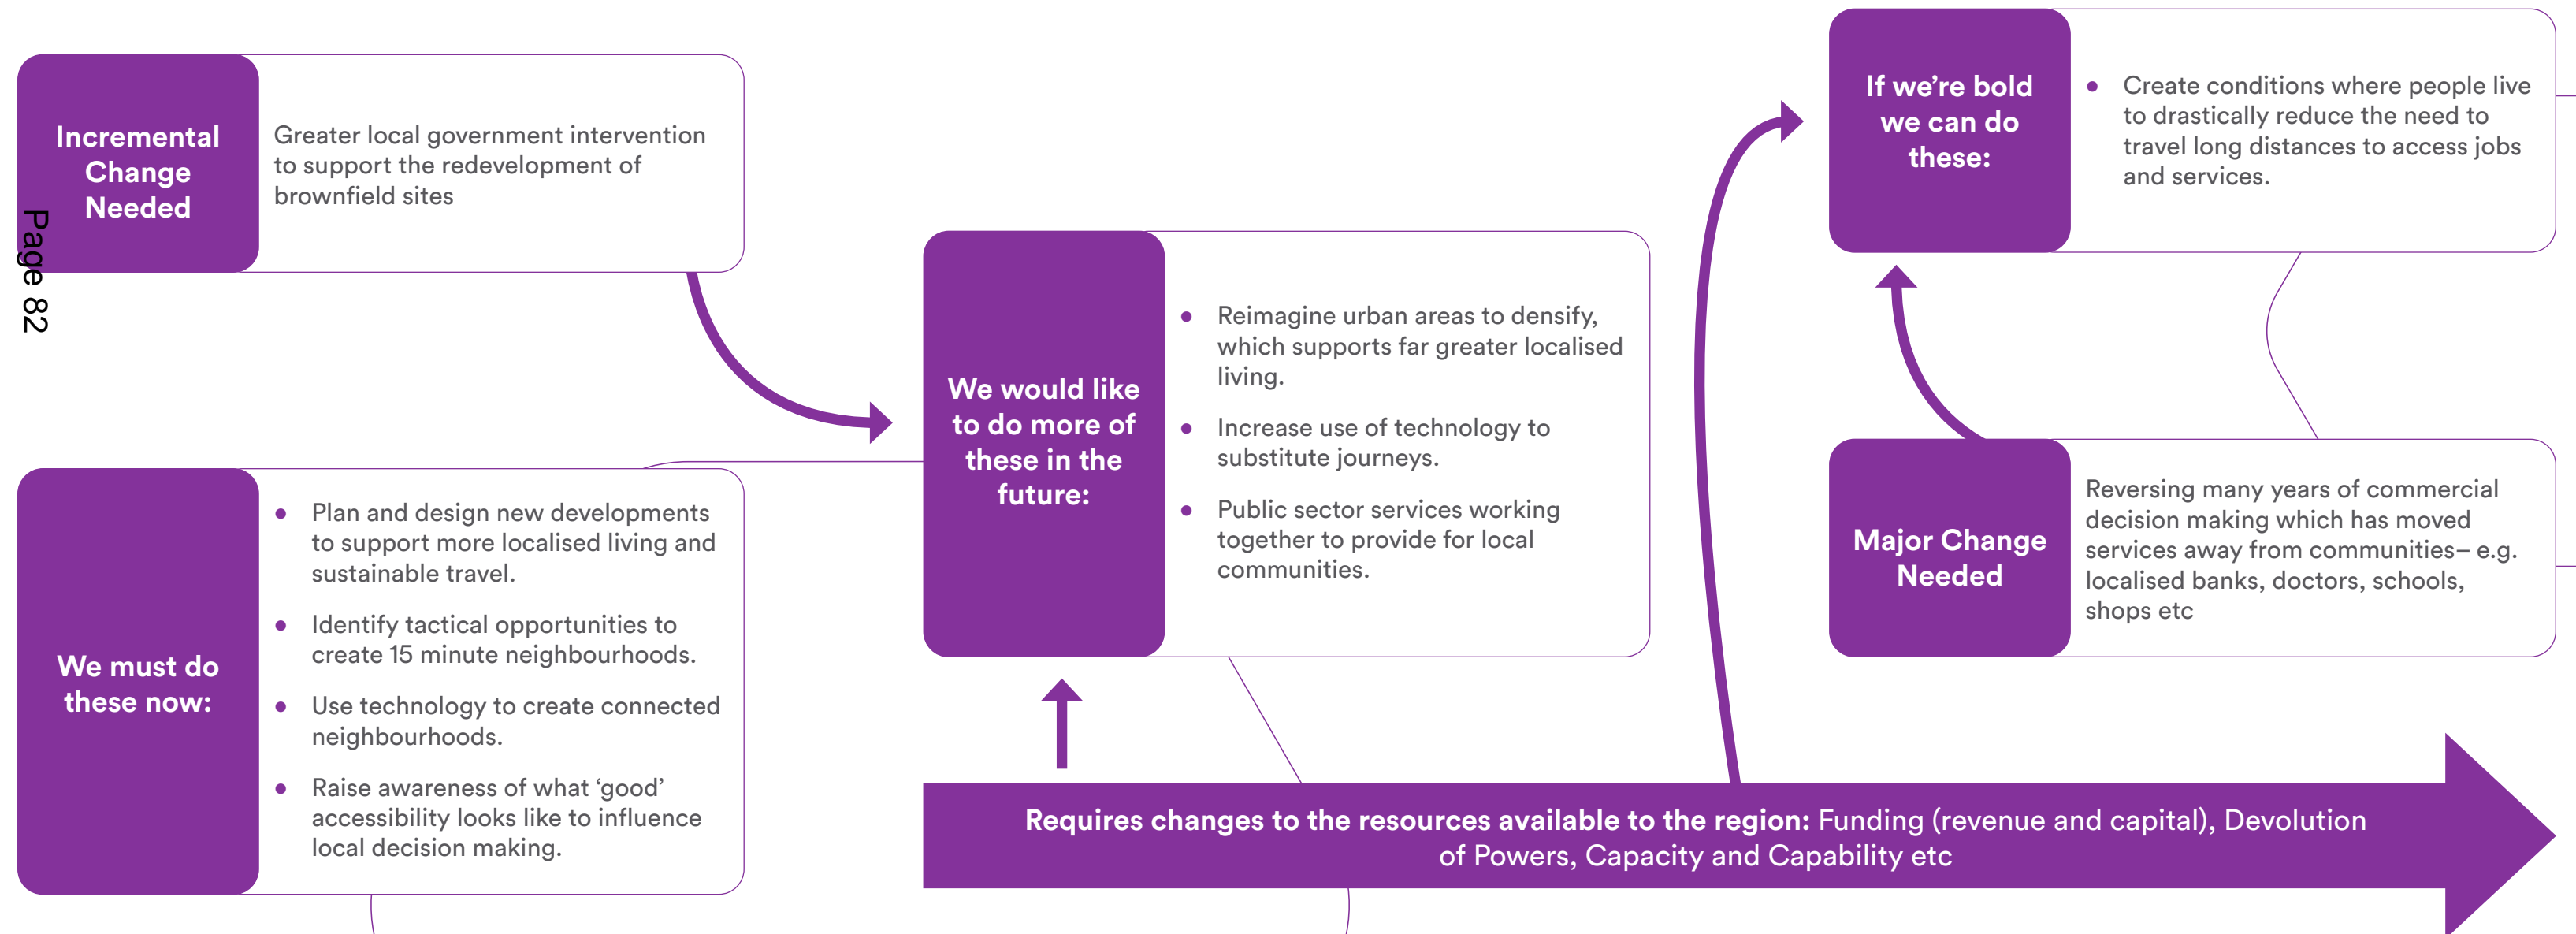 Incremental
Change
Needed
Greater local government intervention
to support the redevelopment of
brownfield sites
Page 82
We must do
these now:
• Plan and design new developments
to support more localised living and
sustainable travel.
• Identify tactical opportunities to
create 15 minute neighbourhoods.
• Use technology to create connected
neighbourhoods.
• Raise awareness of what ‘good’
accessibility looks like to influence
local decision making.
We would like
to do more of
these in the
future:
• Reimagine urban areas to densify,
which supports far greater localised
living.
• Increase use of technology to
substitute journeys.
• Public sector services working
together to provide for local
communities.
If we’re bold
we can do
these:
• Create conditions where people live
to drastically reduce the need to
travel long distances to access jobs
and services.
Major Change
Needed
Reversing many years of commercial
decision making which has moved
services away from communities– e.g.
localised banks, doctors, schools,
shops etc
Requires changes to the resources available to the region: Funding (revenue and capital), Devolution
of Powers, Capacity and Capability etc